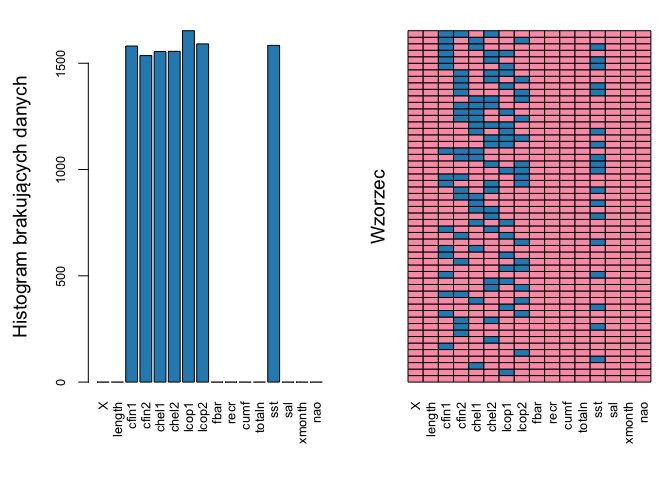 Histogram brakujących danych
1500
1000
500
0
X
length
cfin1
cfin2
chel1
chel2
lcop1
lcop2
fbar
recr
cumf
totaln
sst
sal
xmonth
nao
Wzorzec
X
length
cfin1
cfin2
chel1
chel2
lcop1
lcop2
fbar
recr
cumf
totaln
sst
sal
xmonth
nao